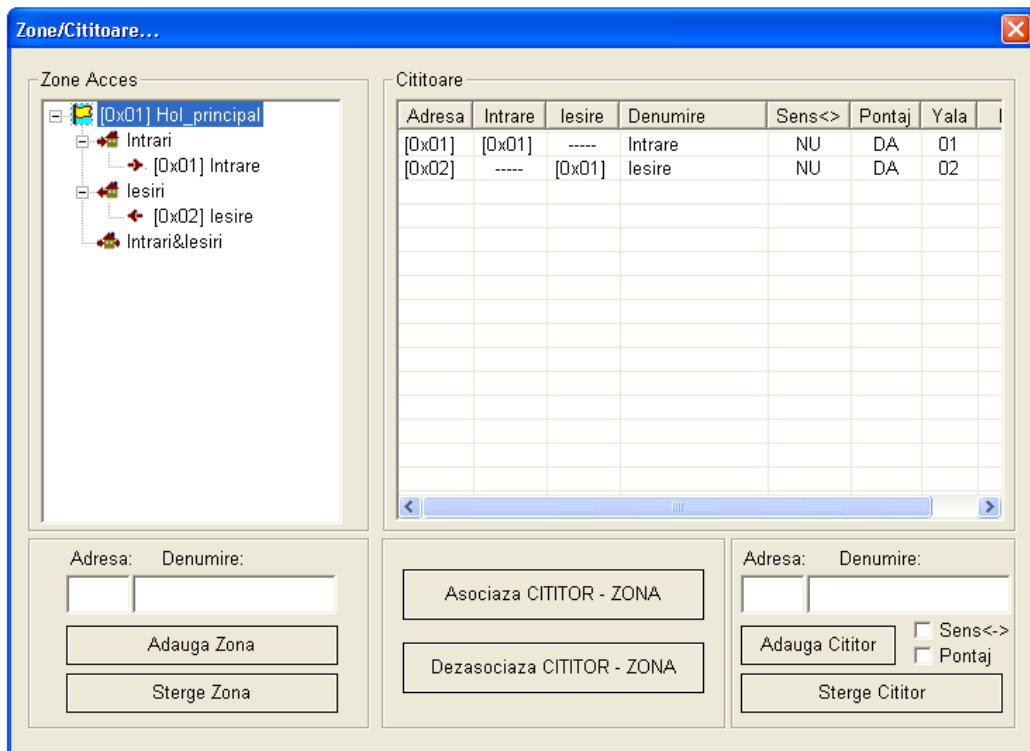 Zone/Cititoare...
Zone Acces
[0x01] Hol_principal
Intrari
[0x01] Intrare
Iesiri
[0x02] Iesire
Intrari&Iesiri
Cititoare
Adresa Intrare Iesire Denumire Sens<> Pontaj Yala
[0x01] [0x01] ----- Intrare NU DA 01
[0x02] ----- [0x01] Iesire NU DA 02
Adresa: Denumire:
Adauga Zona
Sterge Zona
Asociaza CITITOR - ZONA
Dezasociaza CITITOR - ZONA
Adresa: Denumire:
Adauga Cititor
Sens<->
Pontaj
Sterge Cititor